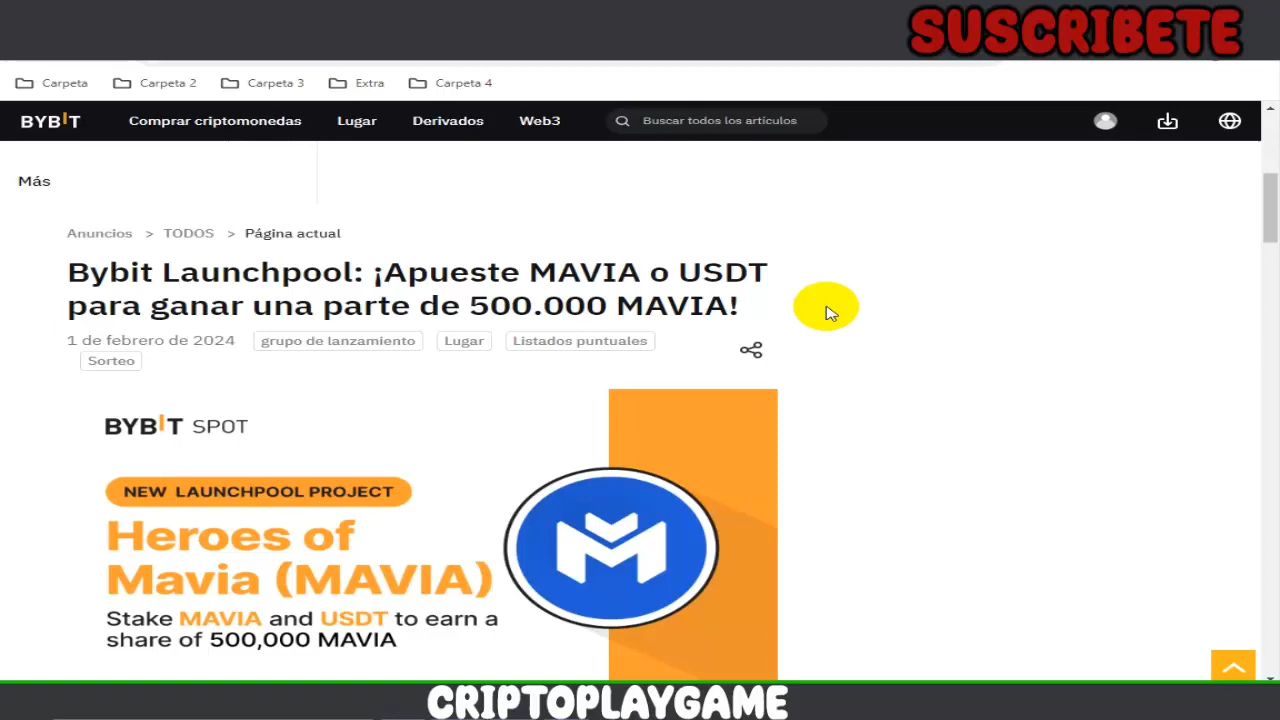 SUSCRIBETE
Carpeta Carpeta 2 Carpeta 3 Extra Carpeta 4
BYBIT Comprar criptomonedas Lugar Derivados Web3 Buscar todos los artículos
Más
Anuncios > TODOS > Página actual
Bybit Launchpool: ¡Apueste MAVIA o USDT
para ganar una parte de 500.000 MAVIA!
1 de febrero de 2024 grupo de lanzamiento Lugar Listados puntuales
Sorteo
BYBIT SPOT
NEW LAUNCHPOOL PROJECT
Heroes of
Mavia (MAVIA)
Stake MAVIA and USDT to earn a
share of 500,000 MAVIA
CRIPTOPLAYGAME